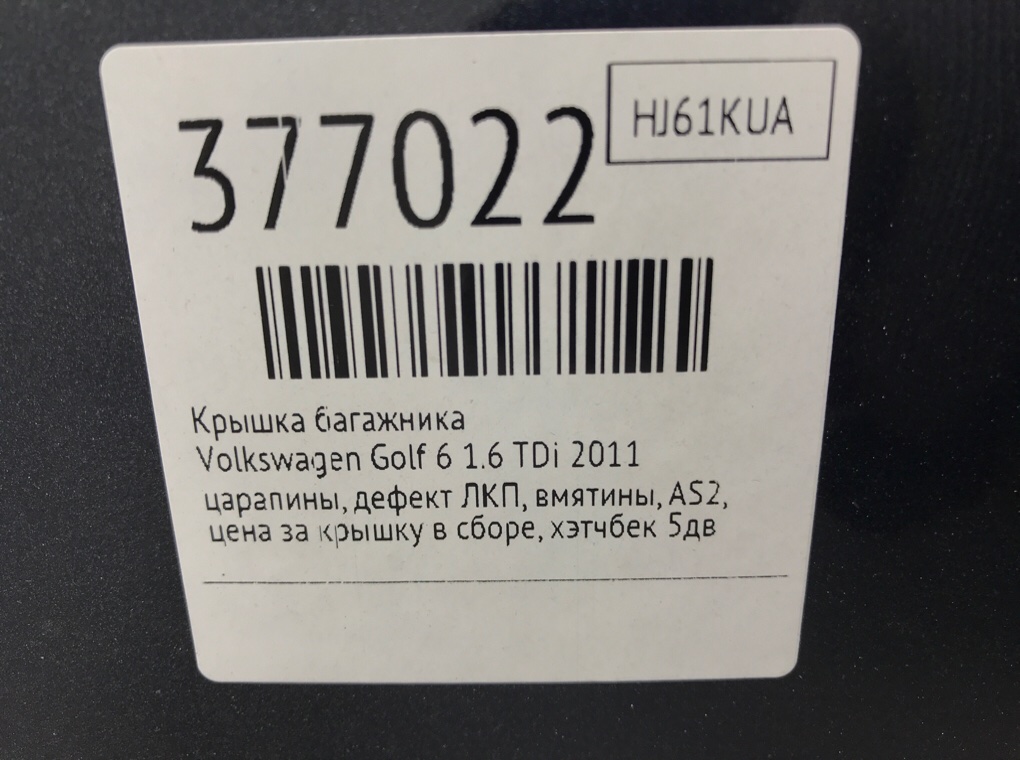 377022
HJ61KUA
Крышка багажника
Volkswagen Golf 6 1.6 TDi 2011
царапины, дефект ЛКП, вмятины, AS2,
цена за крышку в сборе, хэтчбек 5дв